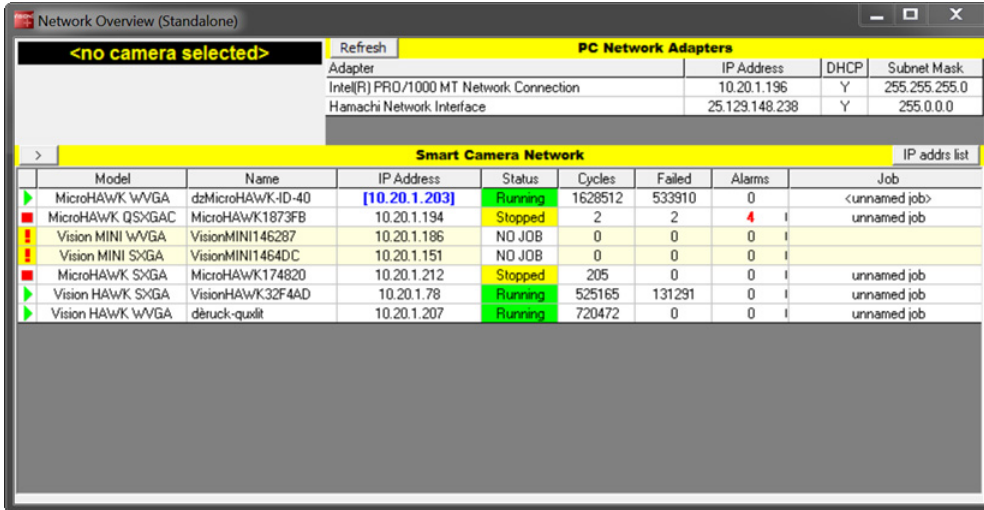 Network Overview (Standalone)
<no camera selected>
Refresh PC Network Adapters
Adapter IP Address DHCP Subnet Mask
Intel(R) PRO/1000 MT Network Connection 10.20.1.196 Y 255.255.255.0
Hamachi Network Interface 25.129.148.238 Y 255.0.0.0
> Smart Camera Network IP addrs list
Model Name IP Address Status Cycles Failed Alarms Job
MicroHAWK WVGA dzMicroHAWK-ID-40 [10.20.1.203] Running 1628512 533910 0 <unnamed job>
MicroHAWK QSXGAC MicroHAWK1873FB 10.20.1.194 Stopped 2 2 4 unnamed job
Vision MINI WVGA VisionMINI146287 10.20.1.186 NO JOB 0 0 0
Vision MINI SXGA VisionMINI1464DC 10.20.1.151 NO JOB 0 0 0
MicroHAWK SXGA MicroHAWK174820 10.20.1.212 Stopped 205 0 0 unnamed job
Vision HAWK SXGA VisionHAWK32F4AD 10.20.1.78 Running 525165 131291 0 unnamed job
Vision HAWK WVGA dèruck-quxlit 10.20.1.207 Running 720472 0 0 unnamed job